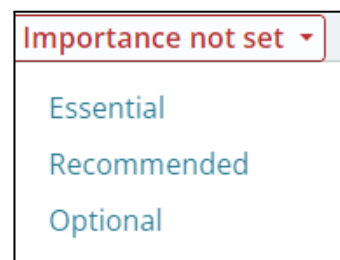 Importance not set
Essential
Recommended
Optional